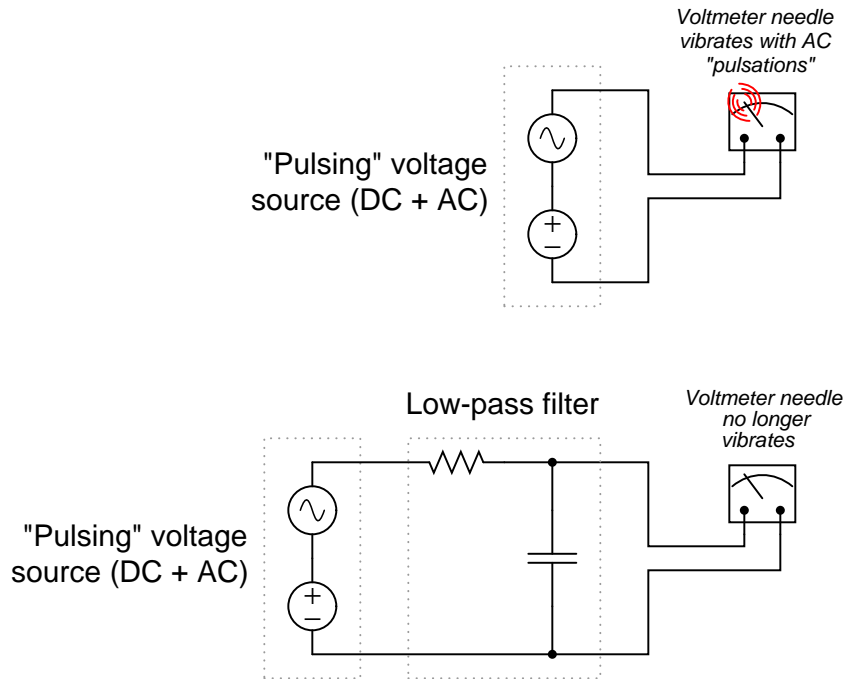 Voltmeter needle
vibrates with AC
"pulsations"
"Pulsing" voltage
source (DC + AC)
Low-pass filter
Voltmeter needle
no longer
vibrates
"Pulsing" voltage
source (DC + AC)